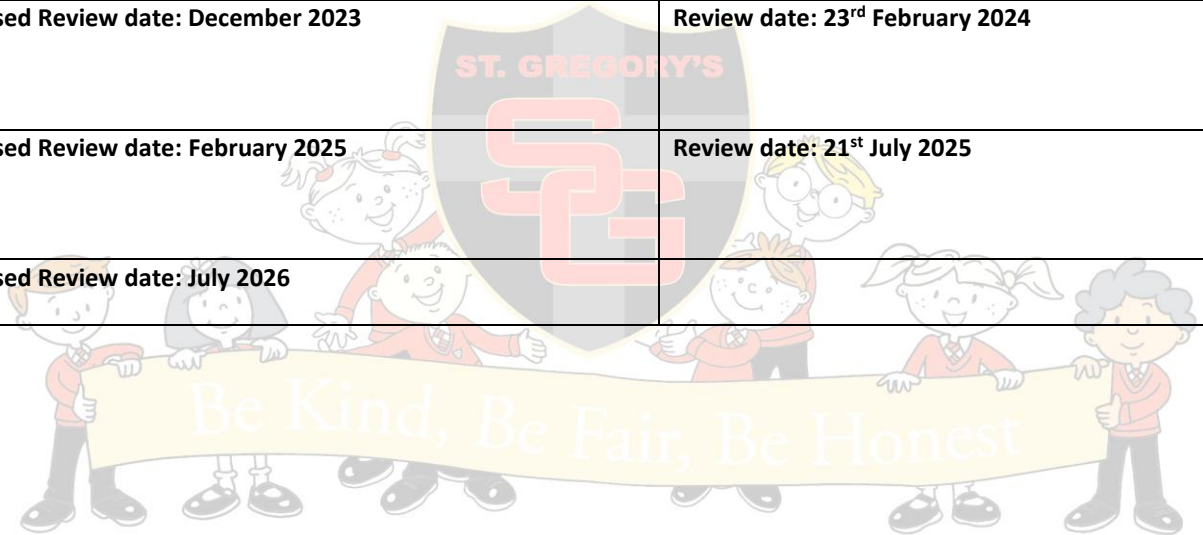 sed Review date: December 2023
Review date: 23rd February 2024
ST. GREGORY'S
SG
sed Review date: February 2025
Review date: 21st July 2025
sed Review date: July 2026
Be Kind, Be Fair, Be Honest